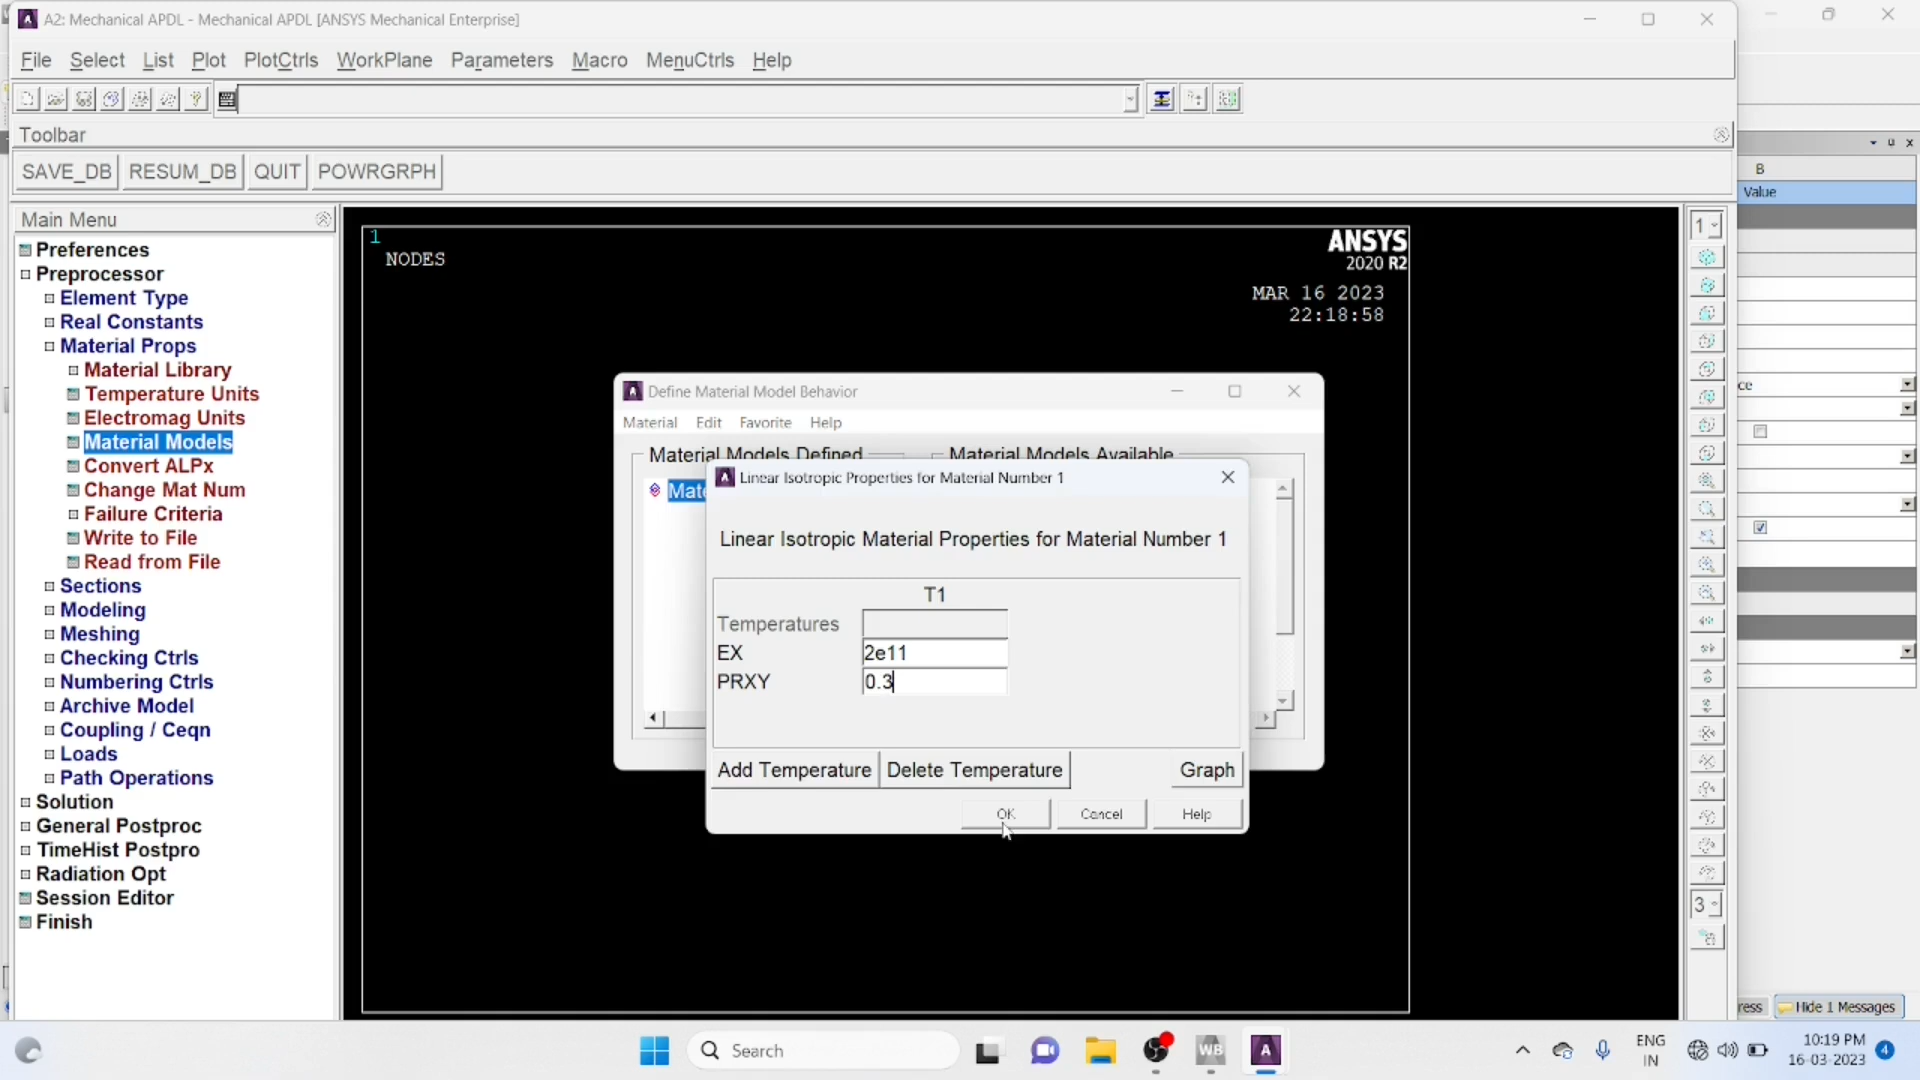 A2: Mechanical APDL - Mechanical APDL [ANSYS Mechanical Enterprise]
File Select List Plot PlotCtrls WorkPlane Parameters Macro MenuCtrls Help
Toolbar
SAVE_DB RESUM_DB QUIT POWRGRPH
B
Value
Main Menu
Preferences
Preprocessor
Element Type
Real Constants
Material Props
Material Library
Temperature Units
Electromag Units
Material Models
Convert ALPx
Change Mat Num
Failure Criteria
Write to File
Read from File
Sections
Modeling
Meshing
Checking Ctrls
Numbering Ctrls
Archive Model
Coupling / Ceqn
Loads
Path Operations
Solution
General Postproc
TimeHist Postpro
Radiation Opt
Session Editor
Finish
1
NODES
ANSYS
2020 R2
MAR 16 2023
22:18:58
Define Material Model Behavior
Material Edit Favorite Help
Material Models Defined
Material Models Available
Mate
Linear Isotropic Properties for Material Number 1
Linear Isotropic Material Properties for Material Number 1
T1
Temperatures
EX 2e11
PRXY 0.3
Add Temperature Delete Temperature Graph
OK Cancel Help
1
3
ce
ress Hide 1 Messages
Search
WB
ENG
IN
10:19 PM
16-03-2023
4